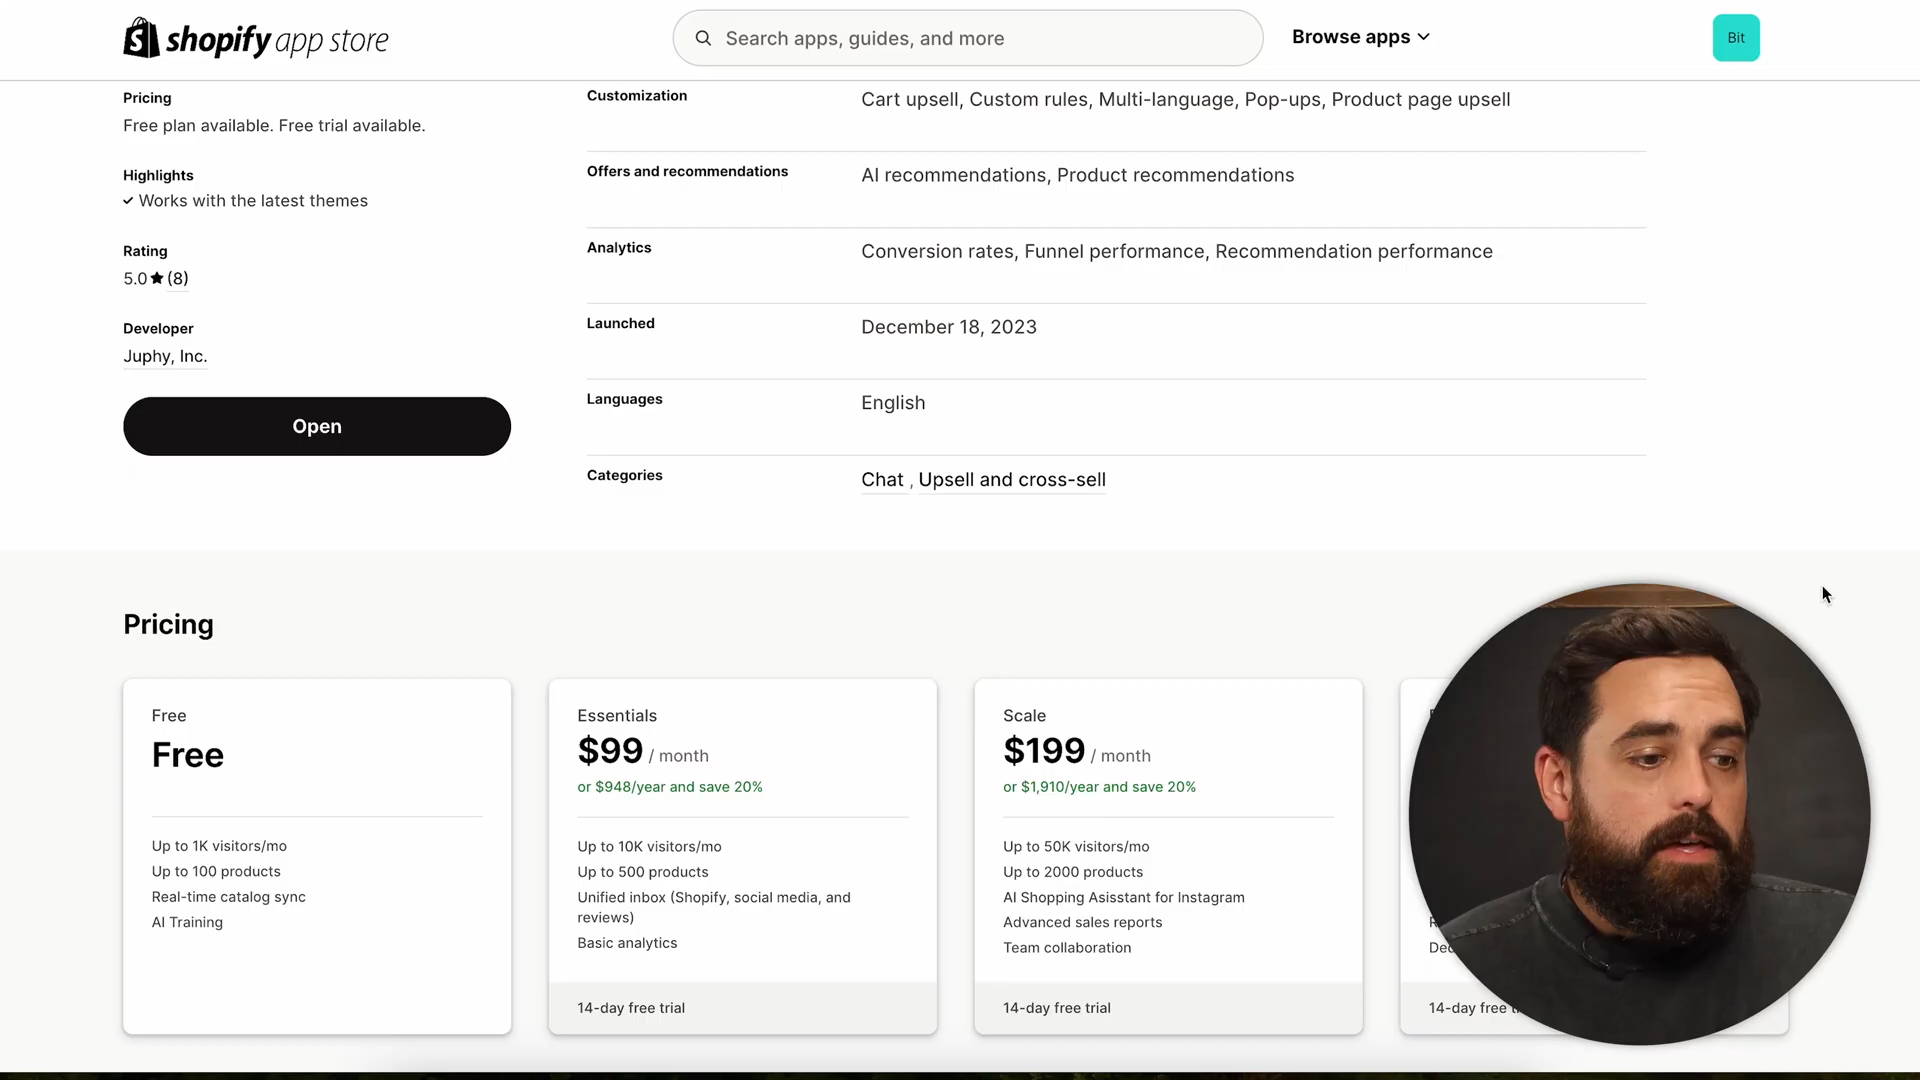 shopify app store
Search apps, guides, and more
Browse apps
Bit
Pricing
Free plan available. Free trial available.
Highlights
Works with the latest themes
Rating
5.0 ★ (8)
Developer
Juphy, Inc.
Open
Customization
Cart upsell, Custom rules, Multi-language, Pop-ups, Product page upsell
Offers and recommendations
AI recommendations, Product recommendations
Analytics
Conversion rates, Funnel performance, Recommendation performance
Launched
December 18, 2023
Languages
English
Categories
Chat , Upsell and cross-sell
Pricing
Free
Free
Up to 1K visitors/mo
Up to 100 products
Real-time catalog sync
AI Training
Essentials
$99 / month
or $948/year and save 20%
Up to 10K visitors/mo
Up to 500 products
Unified inbox (Shopify, social media, and
reviews)
Basic analytics
14-day free trial
Scale
$199 / month
or $1,910/year and save 20%
Up to 50K visitors/mo
Up to 2000 products
AI Shopping Asisstant for Instagram
Advanced sales reports
Team collaboration
14-day free trial
14-day free